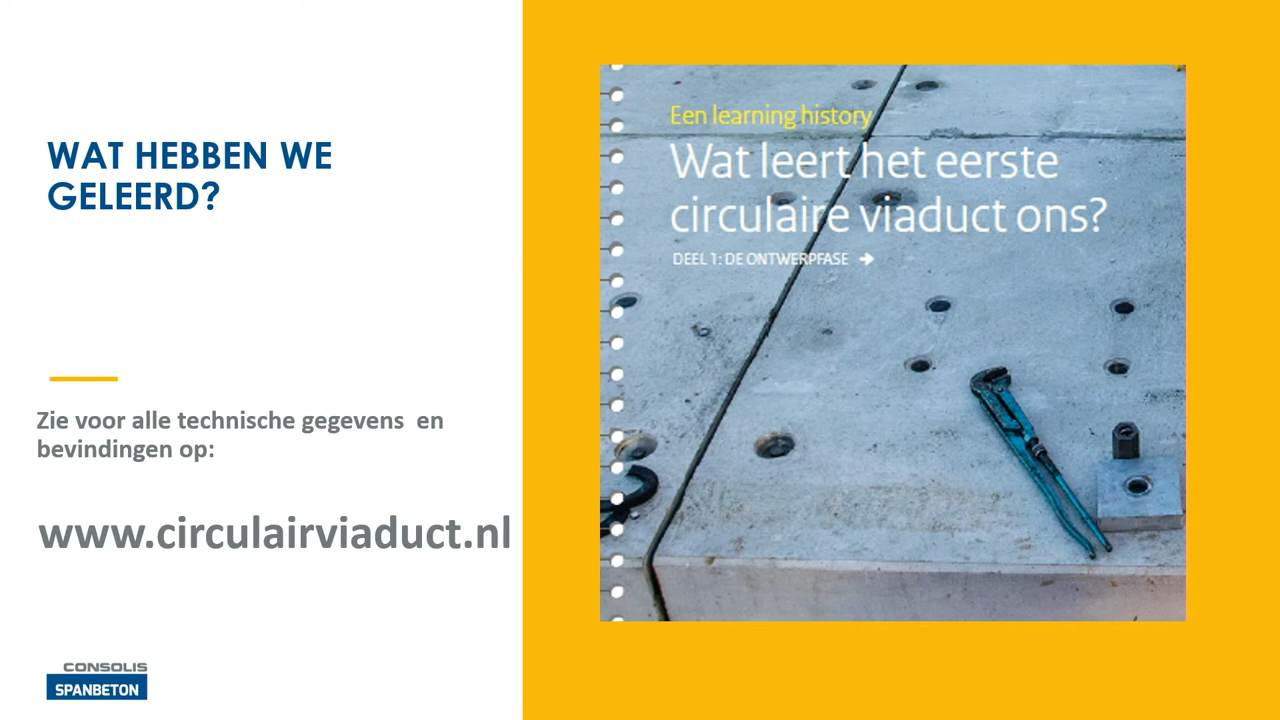 WAT HEBBEN WE
GELEERD?
Zie voor alle technische gegevens en
bevindingen op:
www.circulairviaduct.nl
CONSOLIS
SPANBETON
Een learning history
Wat leert het eerste
circulaire viaduct ons?
DEEL 1: DE ONTWERPFASE